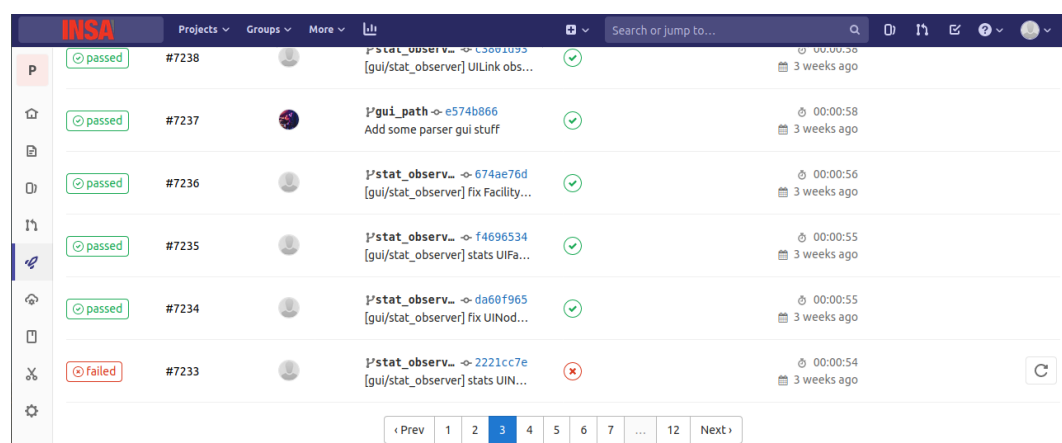 INSA Projects Groups More Search or jump to...
P
passed #7238 stat_observ… c3801d93 00:00:58
[gui/stat_observer] UILink obs... 3 weeks ago
passed #7237 gui_path e574b866 00:00:58
Add some parser gui stuff 3 weeks ago
passed #7236 stat_observ… 674ae76d 00:00:56
[gui/stat_observer] fix Facility... 3 weeks ago
passed #7235 stat_observ… f4696534 00:00:55
[gui/stat_observer] stats UIFa... 3 weeks ago
passed #7234 stat_observ… da60f965 00:00:55
[gui/stat_observer] fix UINod... 3 weeks ago
failed #7233 stat_observ… 2221cc7e 00:00:54
[gui/stat_observer] stats UIN... 3 weeks ago
‹ Prev 1 2 3 4 5 6 7 ... 12 Next ›